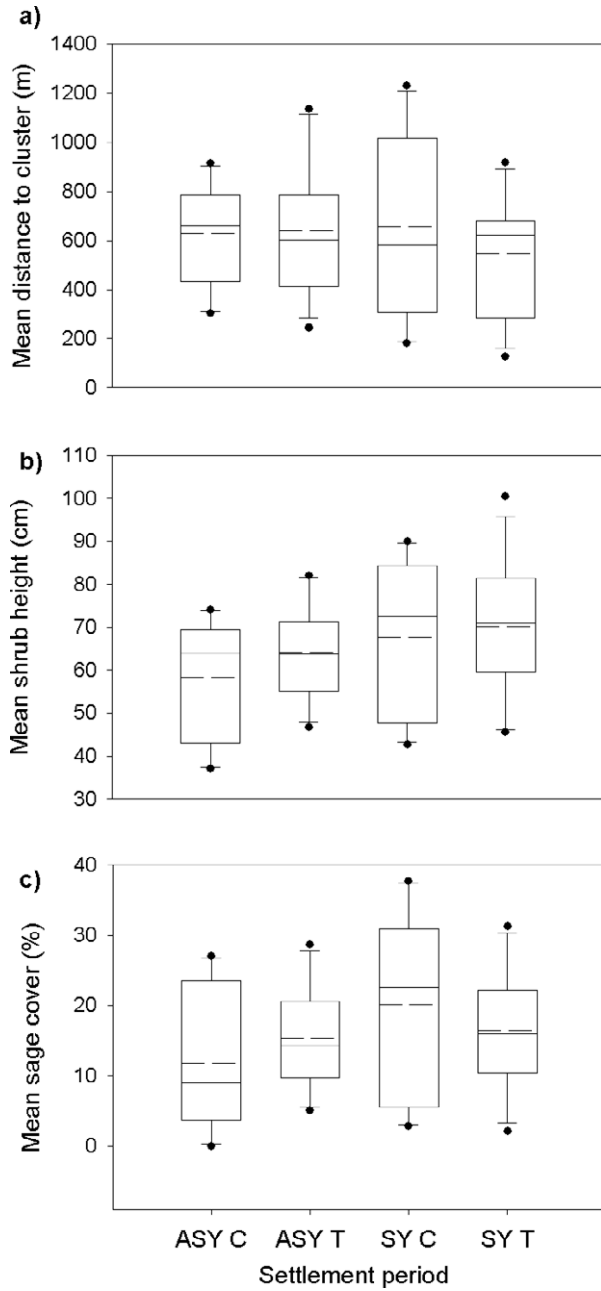 a)
Mean distance to cluster (m)
1400
1200
1000
800
600
400
200
0
b)
Mean shrub height (cm)
110
100
90
80
70
60
50
40
30
c)
Mean sage cover (%)
40
30
20
10
0
ASY C ASY T SY C SY T
Settlement period